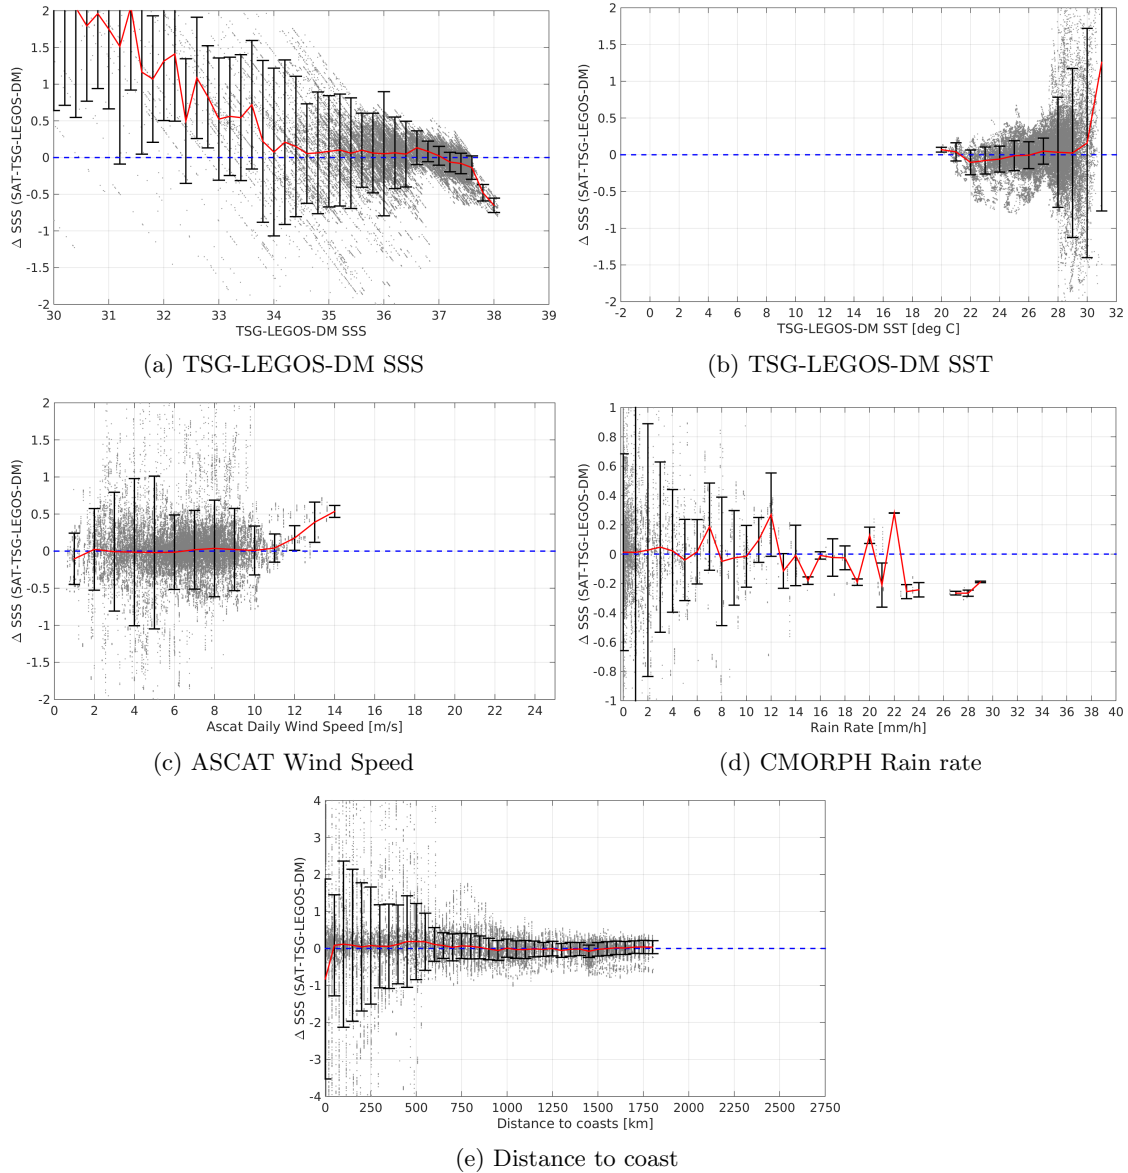 2
1.5
1
0.5
0
-0.5
-1
-1.5
-2
Δ SSS (SAT-TSG-LEGOS-DM)
30 31 32 33 34 35 36 37 38 39
TSG-LEGOS-DM SSS
(a) TSG-LEGOS-DM SSS
2
1.5
1
0.5
0
-0.5
-1
-1.5
-2
Δ SSS (SAT-TSG-LEGOS-DM)
-2 0 2 4 6 8 10 12 14 16 18 20 22 24 26 28 30 32
TSG-LEGOS-DM SST [deg C]
(b) TSG-LEGOS-DM SST
2
1.5
1
0.5
0
-0.5
-1
-1.5
-2
Δ SSS (SAT-TSG-LEGOS-DM)
0 2 4 6 8 10 12 14 16 18 20 22 24
Ascat Daily Wind Speed [m/s]
(c) ASCAT Wind Speed
1
0.8
0.6
0.4
0.2
0
-0.2
-0.4
-0.6
-0.8
-1
Δ SSS (SAT-TSG-LEGOS-DM)
0 2 4 6 8 10 12 14 16 18 20 22 24 26 28 30 32 34 36 38 40
Rain Rate [mm/h]
(d) CMORPH Rain rate
4
3
2
1
0
-1
-2
-3
-4
Δ SSS (SAT-TSG-LEGOS-DM)
0 250 500 750 1000 1250 1500 1750 2000 2250 2500 2750
Distance to coasts [km]
(e) Distance to coast